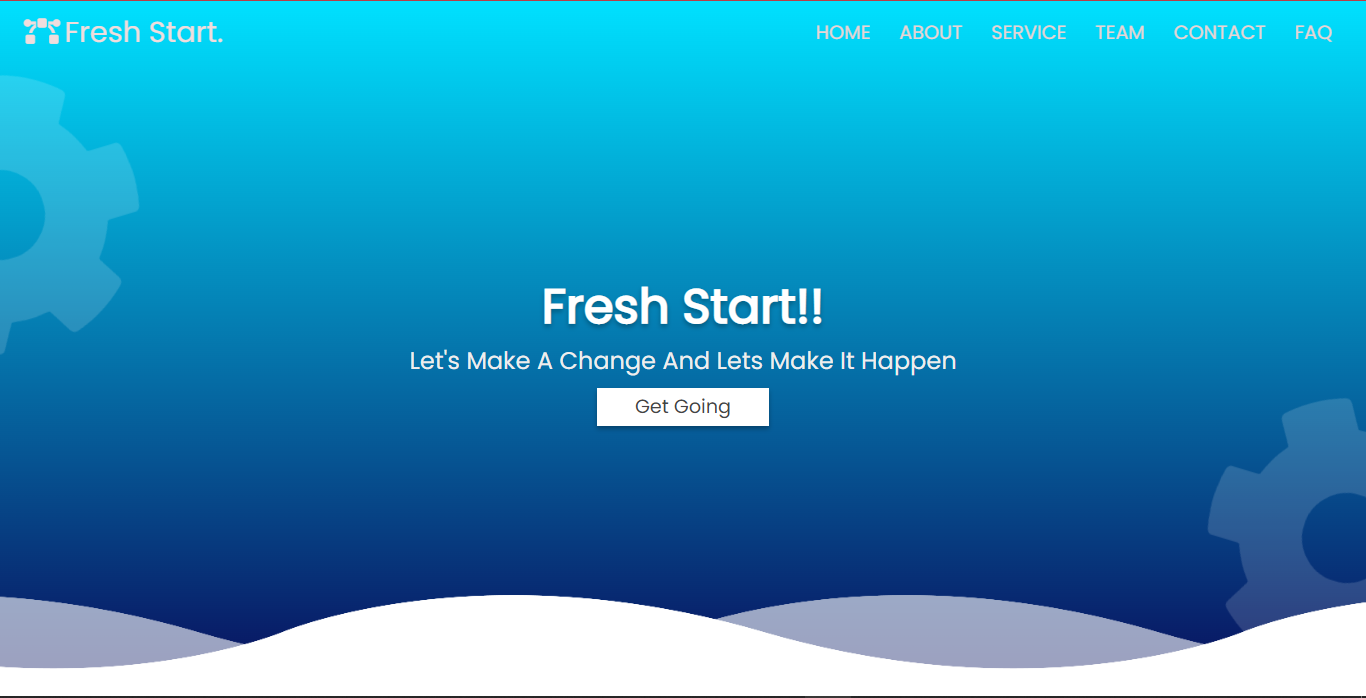 Fresh Start.
HOME ABOUT SERVICE TEAM CONTACT FAQ
Fresh Start!!
Let's Make A Change And Lets Make It Happen
Get Going